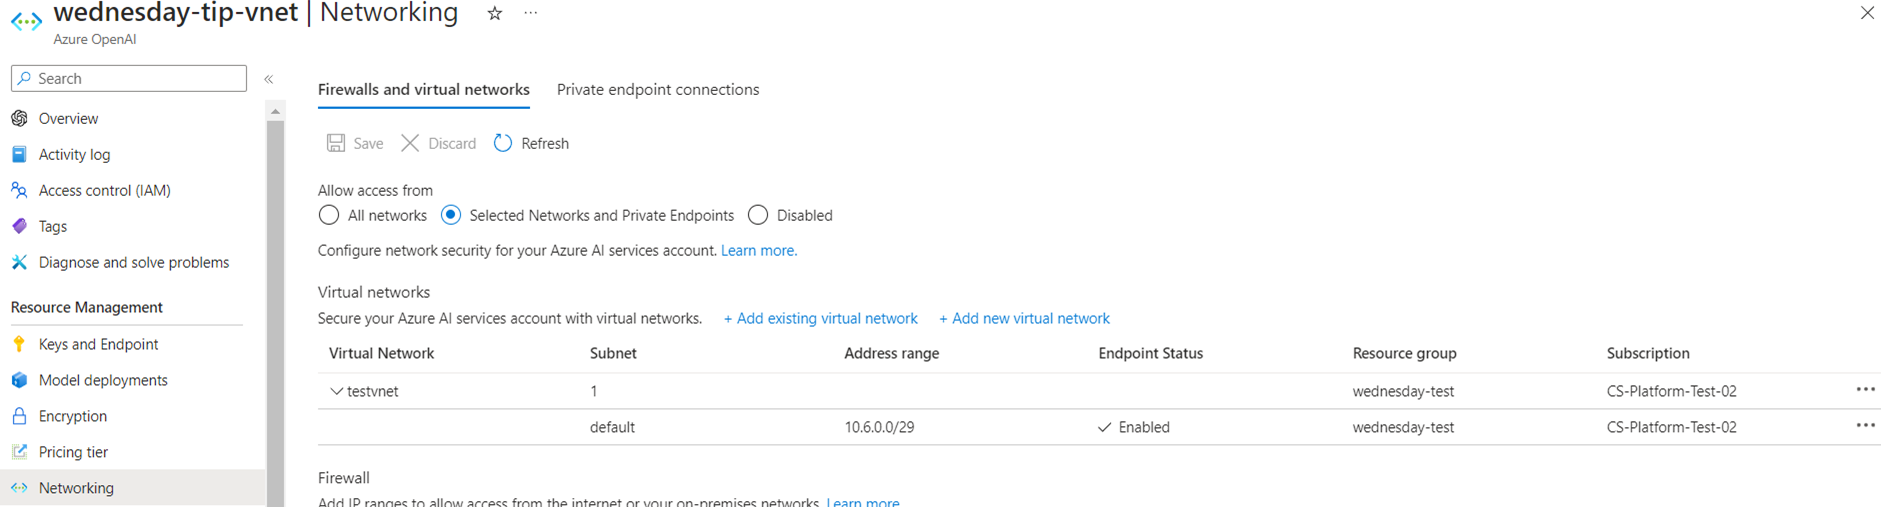 wednesday-tip-vnet | Networking
Azure OpenAI
Search
Overview
Activity log
Access control (IAM)
Tags
Diagnose and solve problems
Resource Management
Keys and Endpoint
Model deployments
Encryption
Pricing tier
Networking
Firewalls and virtual networks Private endpoint connections
Save Discard Refresh
Allow access from
All networks Selected Networks and Private Endpoints Disabled
Configure network security for your Azure AI services account. Learn more.
Virtual networks
Secure your Azure AI services account with virtual networks. + Add existing virtual network + Add new virtual network
Virtual Network Subnet Address range Endpoint Status Resource group Subscription
testvnet 1 wednesday-test CS-Platform-Test-02
default 10.6.0.0/29 Enabled wednesday-test CS-Platform-Test-02
Firewall
Add IP ranges to allow access from the internet or your on-premises networks. Learn more